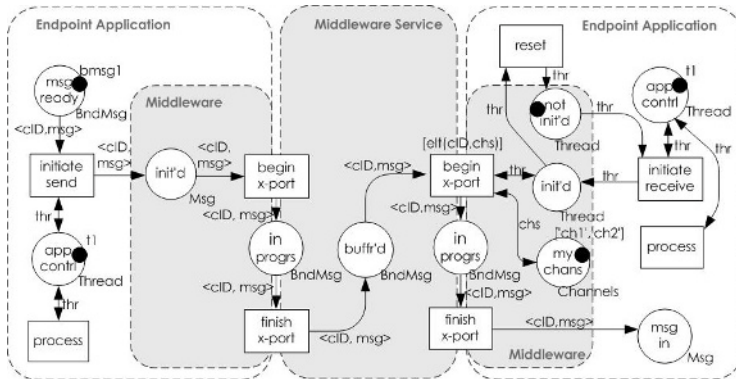 Endpoint Application
Middleware Service
Endpoint Application
bmsg1
msg
ready
BndMsg
<cID,msg>
Middleware
<cID,
msg>
<cID,
msg>
initiate
send
init'd
Msg
begin
x-port
thr
<cID, msg>
t1
app
contrl
Thread
thr
process
in
progrs
BndMsg
<cID, msg>
finish
x-port
<cID, msg>
buffr'd
<cID,msg>
[elt(cID,chs)]
begin
x-port
<cID,msg>
in
progrs
BndMsg
<cID,msg>
finish
x-port
<cID,msg>
reset
thr
thr
not
init'd
Thread
thr
thr
init'd
Thread
['ch1','ch2']
chs
my
chans
Channels
Middleware
t1
app
contrl
Thread
thr
thr
initiate
receive
thr
process
msg
in
Msg